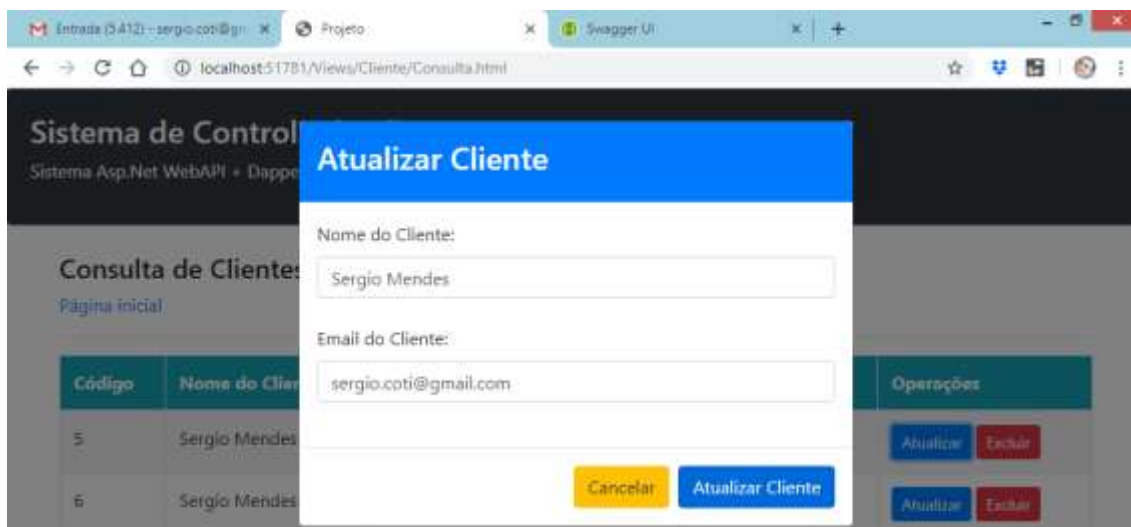 Entrada (5.412) - sergio.coti@gm
Projeto
Swagger UI
localhost:51781/Views/Cliente/Consulta.html
Sistema de Control
Sistema Asp.Net WebAPI + Dappe
Atualizar Cliente
Nome do Cliente:
Sergio Mendes
Consulta de Clientes
Página inicial
Email do Cliente:
sergio.coti@gmail.com
Código Nome do Clien Operações
5 Sergio Mendes Atualizar Excluir
Cancelar Atualizar Cliente
6 Sergio Mendes Atualizar Excluir